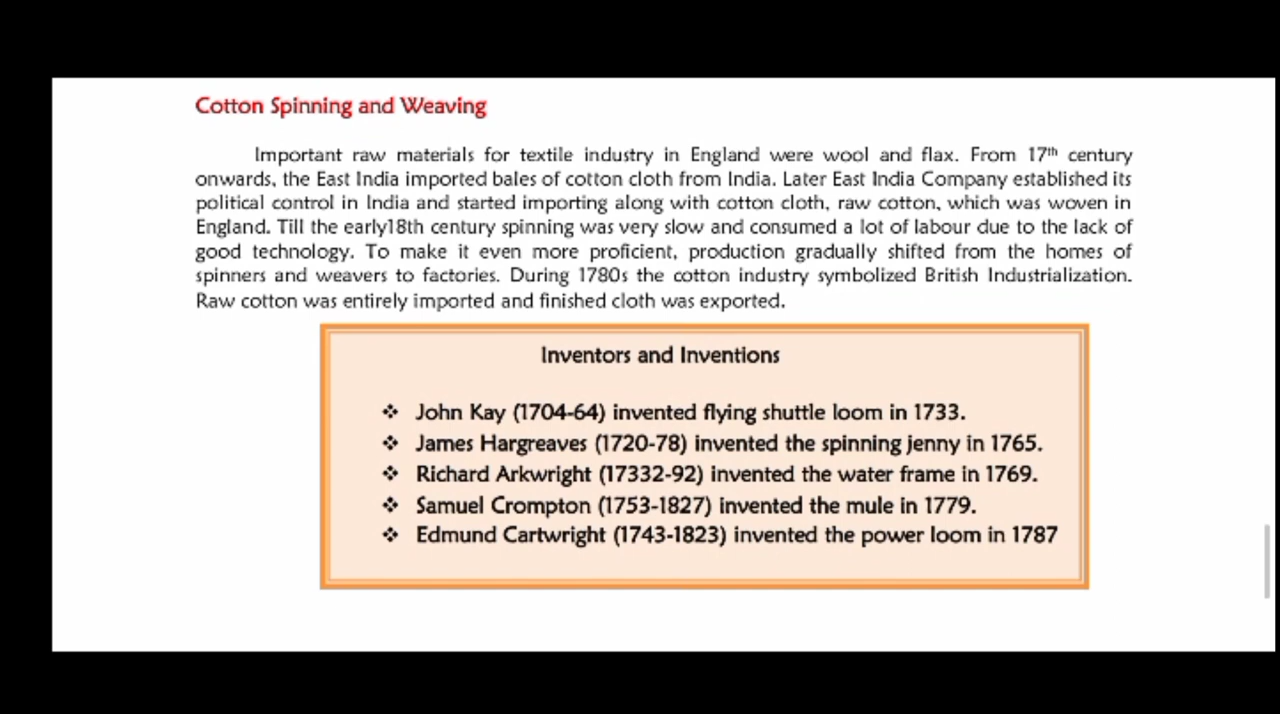 Cotton Spinning and Weaving
Important raw materials for textile industry in England were wool and flax. From 17th century
onwards, the East India imported bales of cotton cloth from India. Later East India Company established its
political control in India and started importing along with cotton cloth, raw cotton, which was woven in
England. Till the early18th century spinning was very slow and consumed a lot of labour due to the lack of
good technology. To make it even more proficient, production gradually shifted from the homes of
spinners and weavers to factories. During 1780s the cotton industry symbolized British Industrialization.
Raw cotton was entirely imported and finished cloth was exported.
Inventors and Inventions
❖ John Kay (1704-64) invented flying shuttle loom in 1733.
❖ James Hargreaves (1720-78) invented the spinning jenny in 1765.
❖ Richard Arkwright (17332-92) invented the water frame in 1769.
❖ Samuel Crompton (1753-1827) invented the mule in 1779.
❖ Edmund Cartwright (1743-1823) invented the power loom in 1787